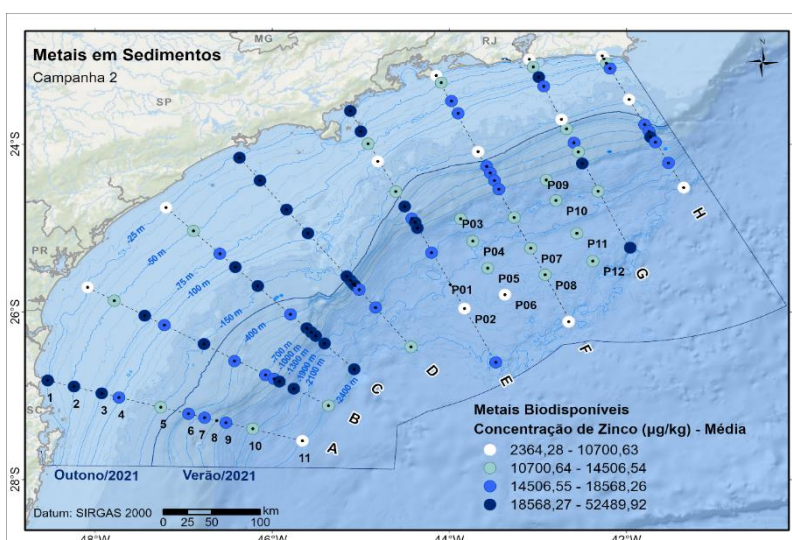 MG
RJ
Metais em Sedimentos
Campanha 2
SP
24°S
-25 m
-50 m
-75 m
-100 m
PR
-150 m
-400 m
-700 m
-1000 m
-1300 m
-1900 m
-2100 m
-2400 m
26°S
P09
P10
P03
P04
P11
P07
P05
P12
P08
P01
P06
P02
H
G
F
E
D
C
B
A
SC
1
2
3
4
5
6
7
8
9
10
11
Outono/2021
Verão/2021
28°S
Datum: SIRGAS 2000
km
0
25
50
100
Metais Biodisponíveis
Concentração de Zinco (µg/kg) - Média
2364,28 - 10700,63
10700,64 - 14506,54
14506,55 - 18568,26
18568,27 - 52489,92
48°W
46°W
44°W
42°W